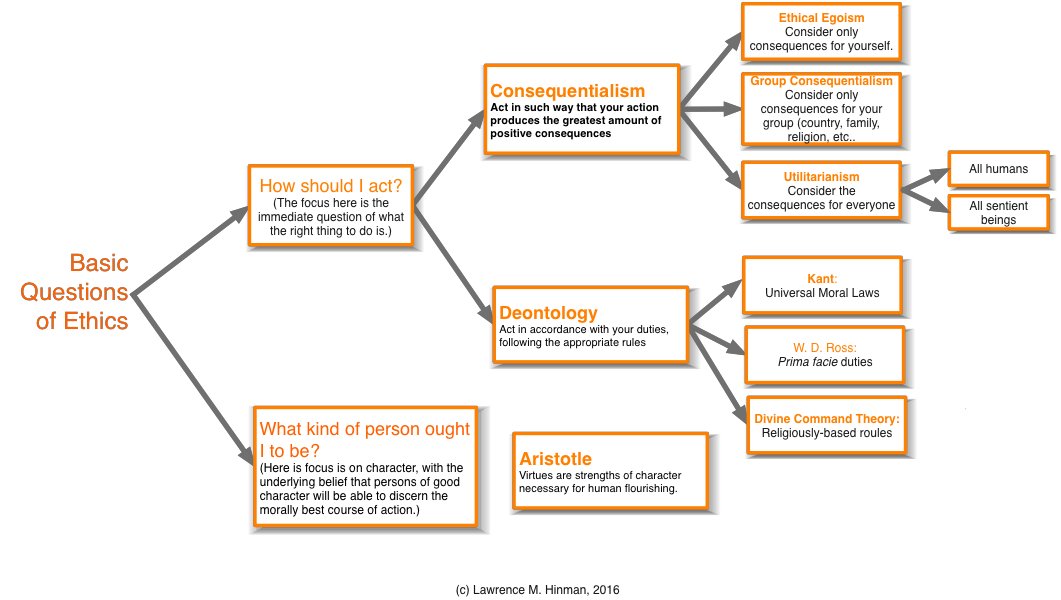 Basic
Questions
of Ethics
How should I act?
(The focus here is the
immediate question of what
the right thing to do is.)
What kind of person ought
I to be?
(Here is focus is on character, with the
underlying belief that persons of good
character will be able to discern the
morally best course of action.)
Consequentialism
Act in such way that your action
produces the greatest amount of
positive consequences
Ethical Egoism
Consider only
consequences for yourself.
Group Consequentialism
Consider only
consequences for your
group (country, family,
religion, etc..
Utilitarianism
Consider the
consequences for everyone
All humans
All sentient
beings
Deontology
Act in accordance with your duties,
following the appropriate rules
Kant:
Universal Moral Laws
W. D. Ross:
Prima facie duties
Divine Command Theory:
Religiously-based roules
Aristotle
Virtues are strengths of character
necessary for human flourishing.
(c) Lawrence M. Hinman, 2016